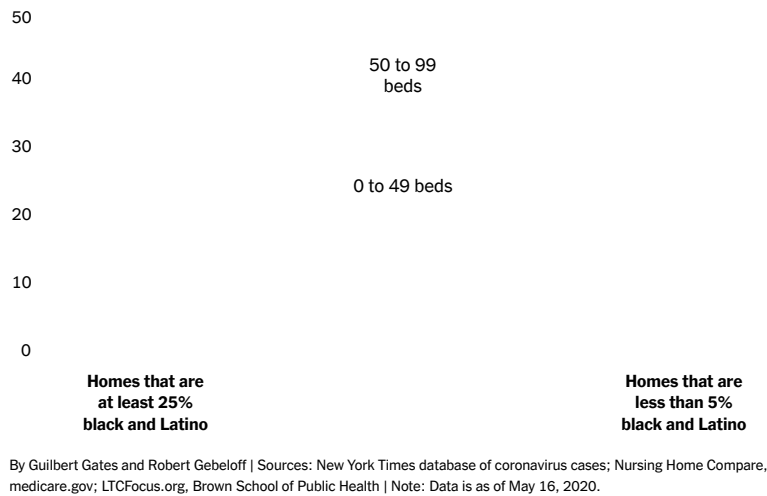 50
50 to 99
beds
40
30
0 to 49 beds
20
10
0
Homes that are
at least 25%
black and Latino
Homes that are
less than 5%
black and Latino
By Guilbert Gates and Robert Gebeloff | Sources: New York Times database of coronavirus cases; Nursing Home Compare,
medicare.gov; LTCFocus.org, Brown School of Public Health | Note: Data is as of May 16, 2020.